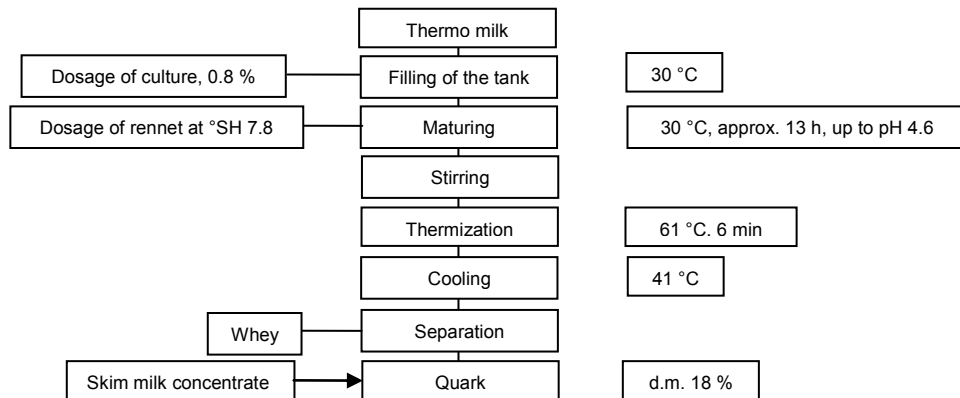 Thermo milk
Dosage of culture, 0.8 %
Filling of the tank
30 °C
Dosage of rennet at °SH 7.8
Maturing
30 °C, approx. 13 h, up to pH 4.6
Stirring
Thermization
61 °C. 6 min
Cooling
41 °C
Whey
Separation
Skim milk concentrate
Quark
d.m. 18 %